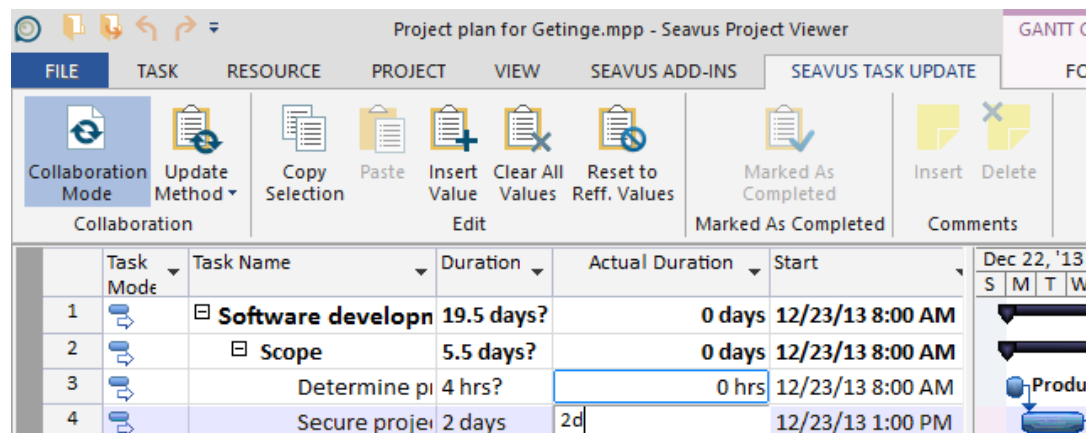 Project plan for Getinge.mpp - Seavus Project Viewer GANTT C
FILE TASK RESOURCE PROJECT VIEW SEAVUS ADD-INS SEAVUS TASK UPDATE FO
Collaboration Update Copy Paste Insert Clear All Reset to Marked As Insert Delete
Mode Method Selection Value Values Reff. Values Completed
Collaboration Edit Marked As Completed Comments
Task Task Name Duration Actual Duration Start Dec 22, '13
Mode S M T W
1 Software developn 19.5 days? 0 days 12/23/13 8:00 AM
2 Scope 5.5 days? 0 days 12/23/13 8:00 AM
3 Determine pr 4 hrs? 0 hrs 12/23/13 8:00 AM Produ
4 Secure projec 2 days 2d 12/23/13 1:00 PM